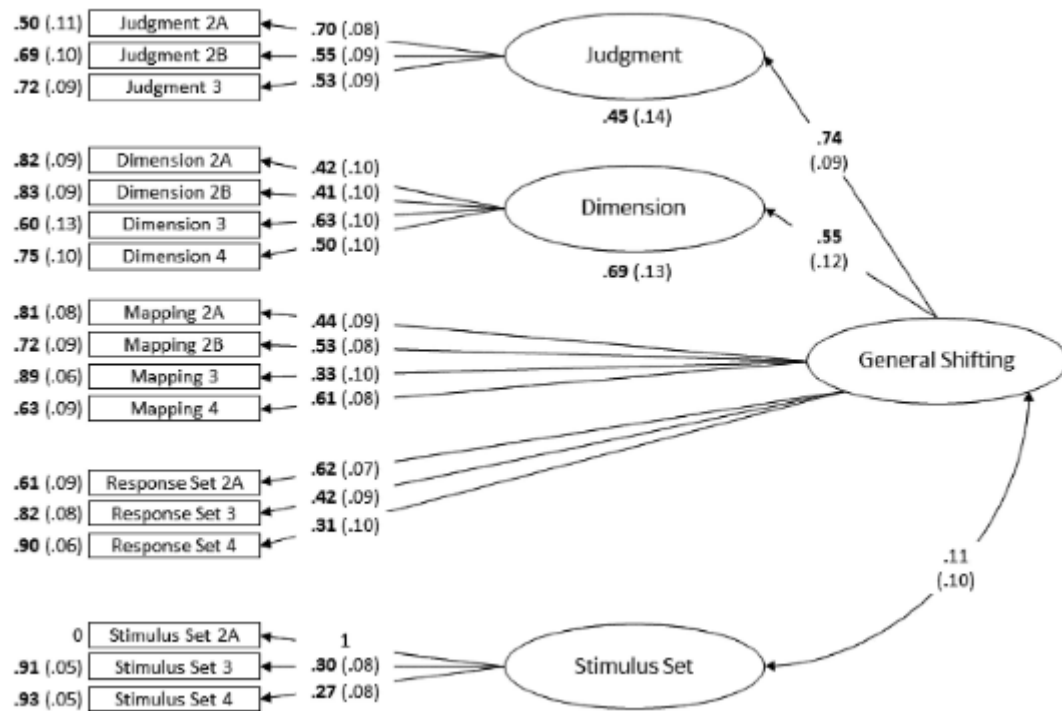 .50 (.11) Judgment 2A .70 (.08)
.69 (.10) Judgment 2B .55 (.09)
.72 (.09) Judgment 3 .53 (.09)
Judgment
.45 (.14)
.74
(.09)
.82 (.09) Dimension 2A .42 (.10)
.83 (.09) Dimension 2B .41 (.10)
.60 (.13) Dimension 3 .63 (.10)
.75 (.10) Dimension 4 .50 (.10)
Dimension
.69 (.13)
.55
(.12)
.81 (.08) Mapping 2A .44 (.09)
.72 (.09) Mapping 2B .53 (.08)
.89 (.06) Mapping 3 .33 (.10)
.63 (.09) Mapping 4 .61 (.08)
General Shifting
.61 (.09) Response Set 2A .62 (.07)
.82 (.08) Response Set 3 .42 (.09)
.90 (.06) Response Set 4 .31 (.10)
.11
(.10)
0 Stimulus Set 2A 1
.91 (.05) Stimulus Set 3 .30 (.08)
.93 (.05) Stimulus Set 4 .27 (.08)
Stimulus Set